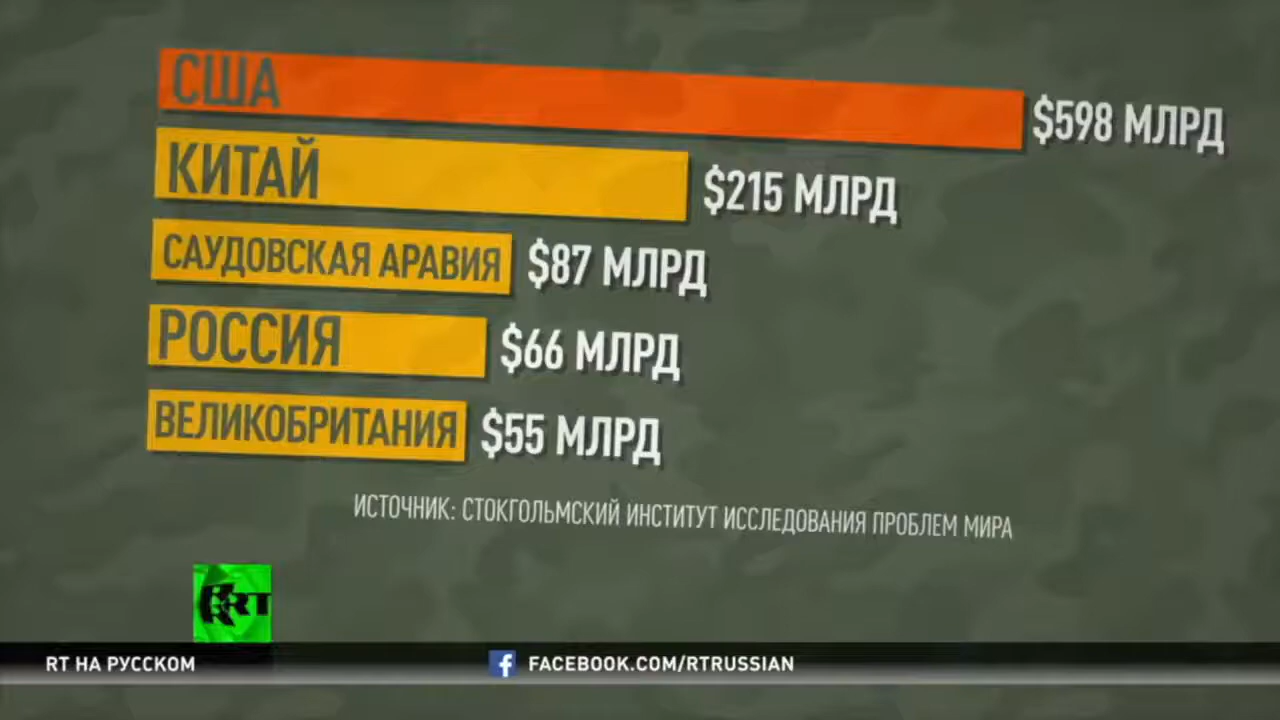 США
$598 МЛРД
КИТАЙ
$215 МЛРД
САУДОВСКАЯ АРАВИЯ
$87 МЛРД
РОССИЯ
$66 МЛРД
ВЕЛИКОБРИТАНИЯ
$55 МЛРД
ИСТОЧНИК: СТОКГОЛЬМСКИЙ ИНСТИТУТ ИССЛЕДОВАНИЯ ПРОБЛЕМ МИРА
RT
RT НА РУССКОМ
FACEBOOK.COM/RTRUSSIAN